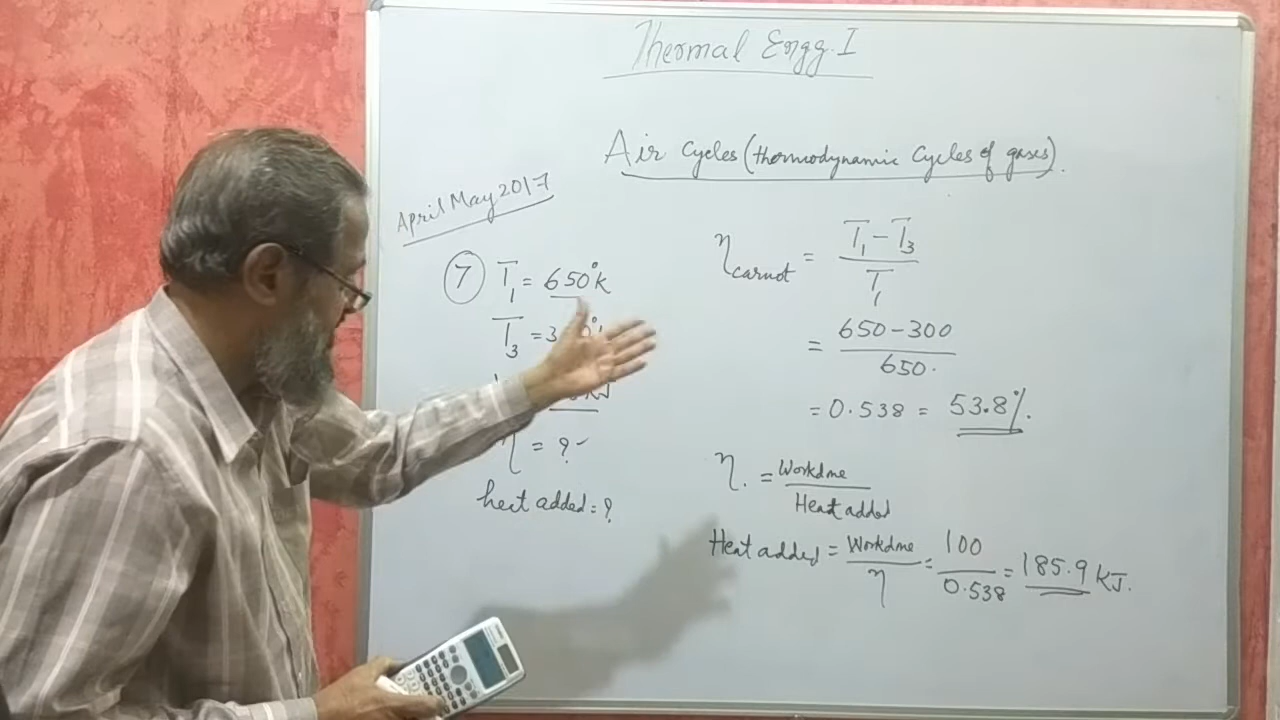 Thermal Engg. I
Air Cycles (thermodynamic Cycles of gases).
April May 2017
7 T1 = 650°k
T3 =
η = ?
heat added = ?
ηcarnot = T1 - T3 / T1
= 650 - 300 / 650.
= 0.538 = 53.8%.
η. = Workdone / Heat added
Heat added = Workdone / η = 100 / 0.538 = 185.9 KJ.